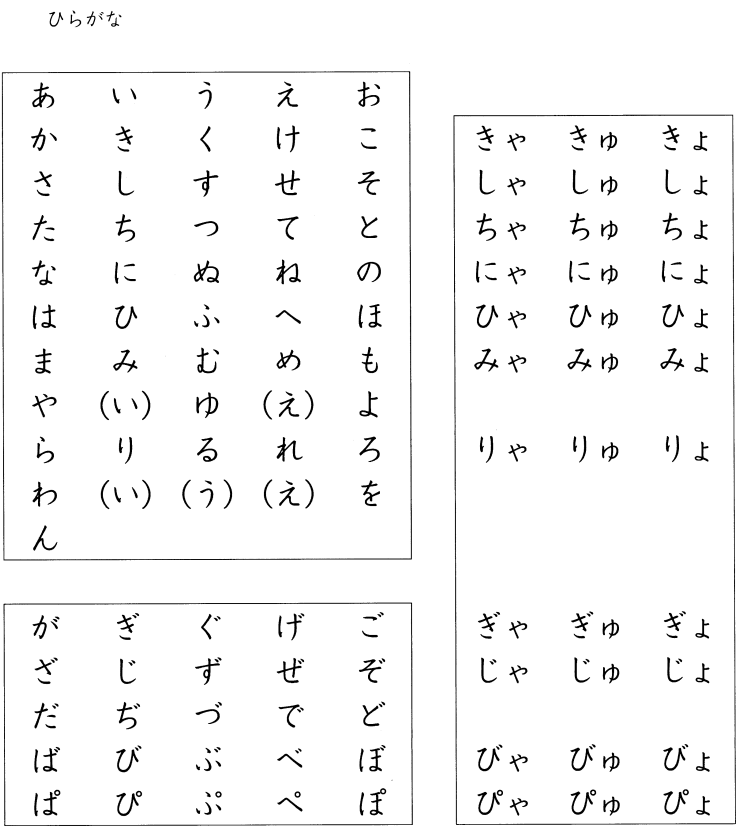 ひらがな
あ い う え お
か き く け こ
さ し す せ そ
た ち つ て と
な に ぬ ね の
は ひ ふ へ ほ
ま み む め も
や (い) ゆ (え) よ
ら り る れ ろ
わ (い) (う) (え) を
ん
が ぎ ぐ げ ご
ざ じ ず ぜ ぞ
だ ぢ づ で ど
ば び ぶ べ ぼ
ぱ ぴ ぷ ぺ ぽ
きゃ きゅ きょ
しゃ しゅ しょ
ちゃ ちゅ ちょ
にゃ にゅ にょ
ひゃ ひゅ ひょ
みゃ みゅ みょ
りゃ りゅ りょ
ぎゃ ぎゅ ぎょ
じゃ じゅ じょ
びゃ びゅ びょ
ぴゃ ぴゅ ぴょ